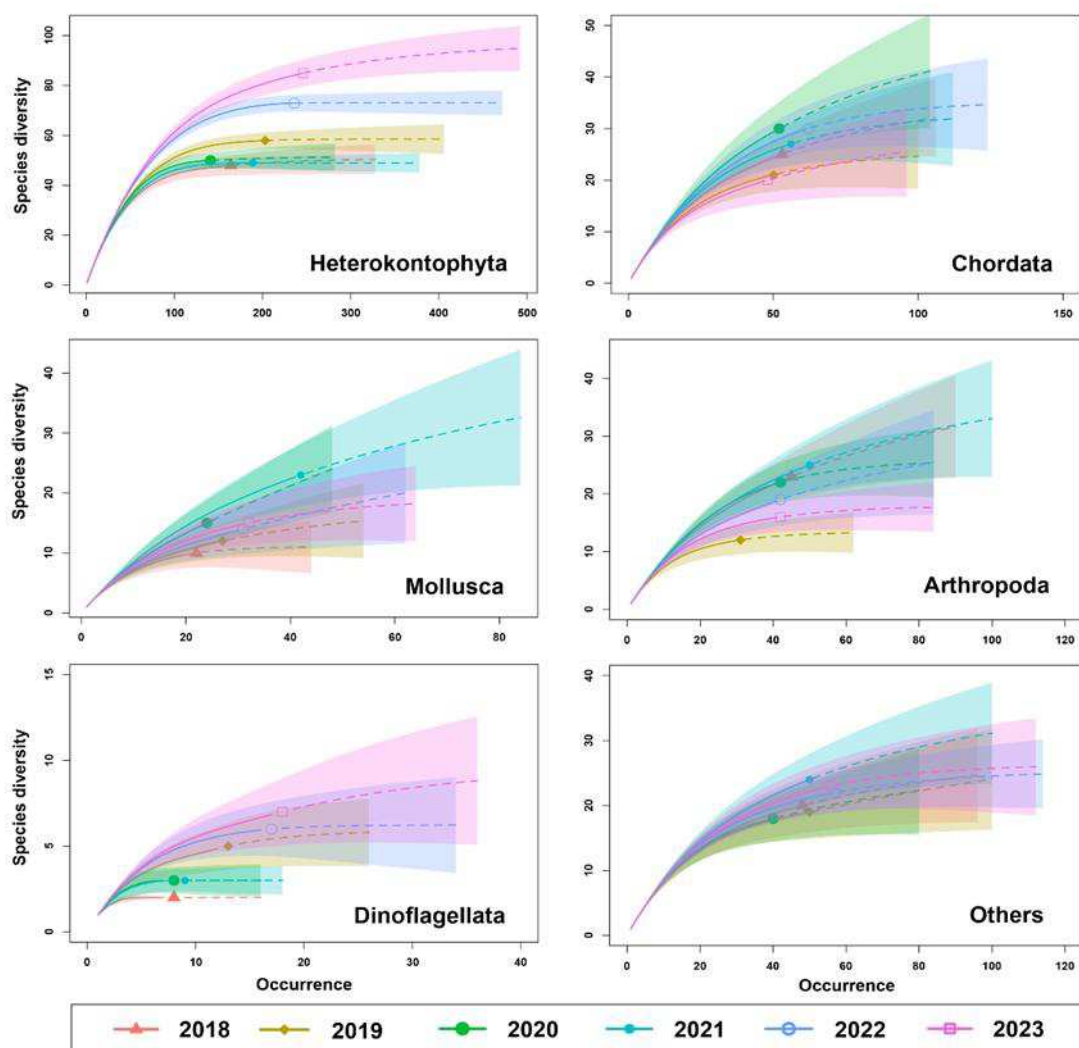 Species diversity
0 20 40 60 80 100
0 100 200 300 400 500
Heterokontophyta
0 10 20 30 40 50
0 50 100 150
Chordata
Species diversity
0 10 20 30 40
0 20 40 60 80
Mollusca
0 10 20 30 40
0 20 40 60 80 100 120
Arthropoda
Species diversity
0 5 10 15
0 10 20 30 40
Dinoflagellata
Occurrence
0 10 20 30 40
0 20 40 60 80 100 120
Others
Occurrence
2018 2019 2020 2021 2022 2023